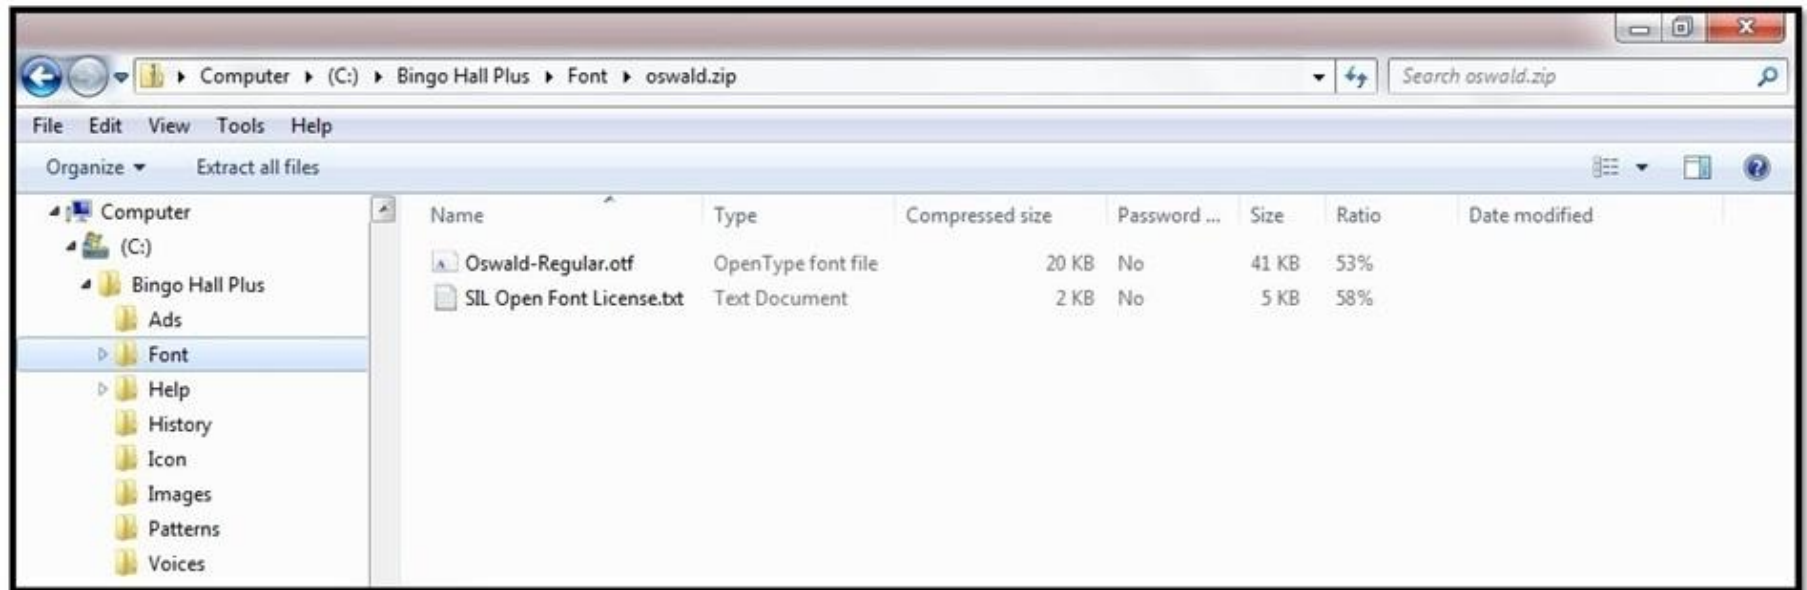 Computer (C:) Bingo Hall Plus Font oswald.zip Search oswald.zip
File Edit View Tools Help
Organize Extract all files
Computer
(C:)
Bingo Hall Plus
Ads
Font
Help
History
Icon
Images
Patterns
Voices
Name Type Compressed size Password ... Size Ratio Date modified
Oswald-Regular.otf OpenType font file 20 KB No 41 KB 53%
SIL Open Font License.txt Text Document 2 KB No 5 KB 58%